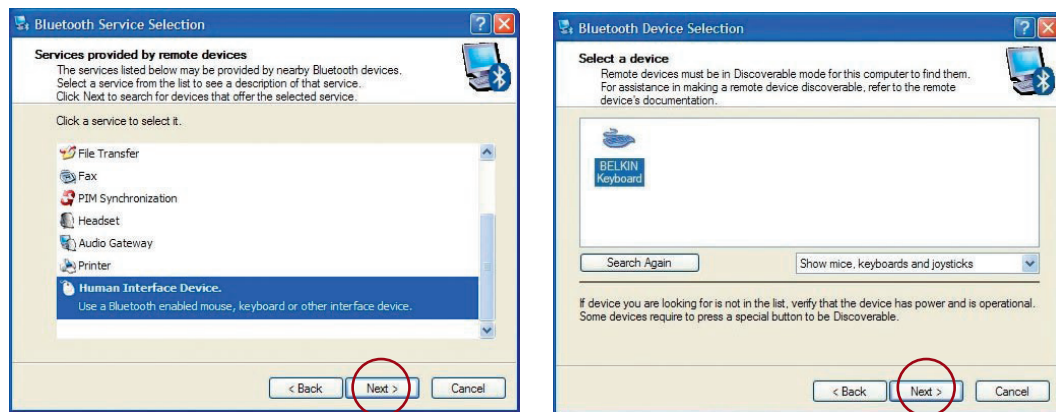 Bluetooth Service Selection
Services provided by remote devices
The services listed below may be provided by nearby Bluetooth devices.
Select a service from the list to see a description of that service.
Click Next to search for devices that offer the selected service.
Click a service to select it.
File Transfer
Fax
PIM Synchronization
Headset
Audio Gateway
Printer
Human Interface Device.
Use a Bluetooth enabled mouse, keyboard or other interface device.
< Back
Next >
Cancel
Bluetooth Device Selection
Select a device
Remote devices must be in Discoverable mode for this computer to find them.
For assistance in making a remote device discoverable, refer to the remote
device's documentation.
BELKIN
Keyboard
Search Again
Show mice, keyboards and joysticks
If device you are looking for is not in the list, verify that the device has power and is operational.
Some devices require to press a special button to be Discoverable.
< Back
Next >
Cancel